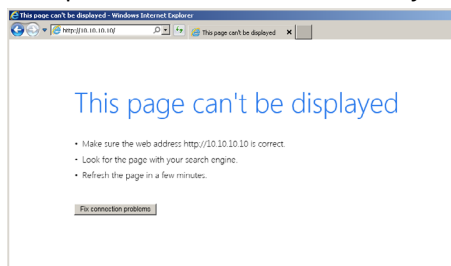 This page can't be displayed - Windows Internet Explorer
http://10.10.10.10/
This page can't be displayed
This page can't be displayed
• Make sure the web address http://10.10.10.10 is correct.
• Look for the page with your search engine.
• Refresh the page in a few minutes.
Fix connection problems